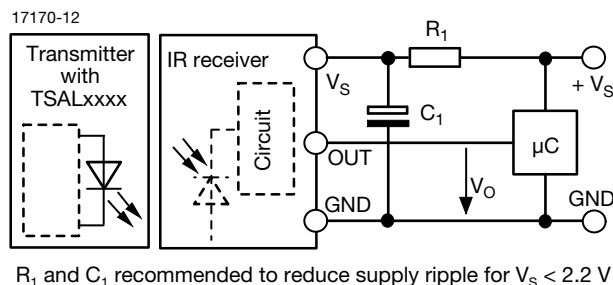 17170-12
Transmitter
with
TSALxxxx
IR receiver
Circuit
VS
OUT
GND
R1
C1
+ VS
µC
VO
GND
R1 and C1 recommended to reduce supply ripple for VS < 2.2 V